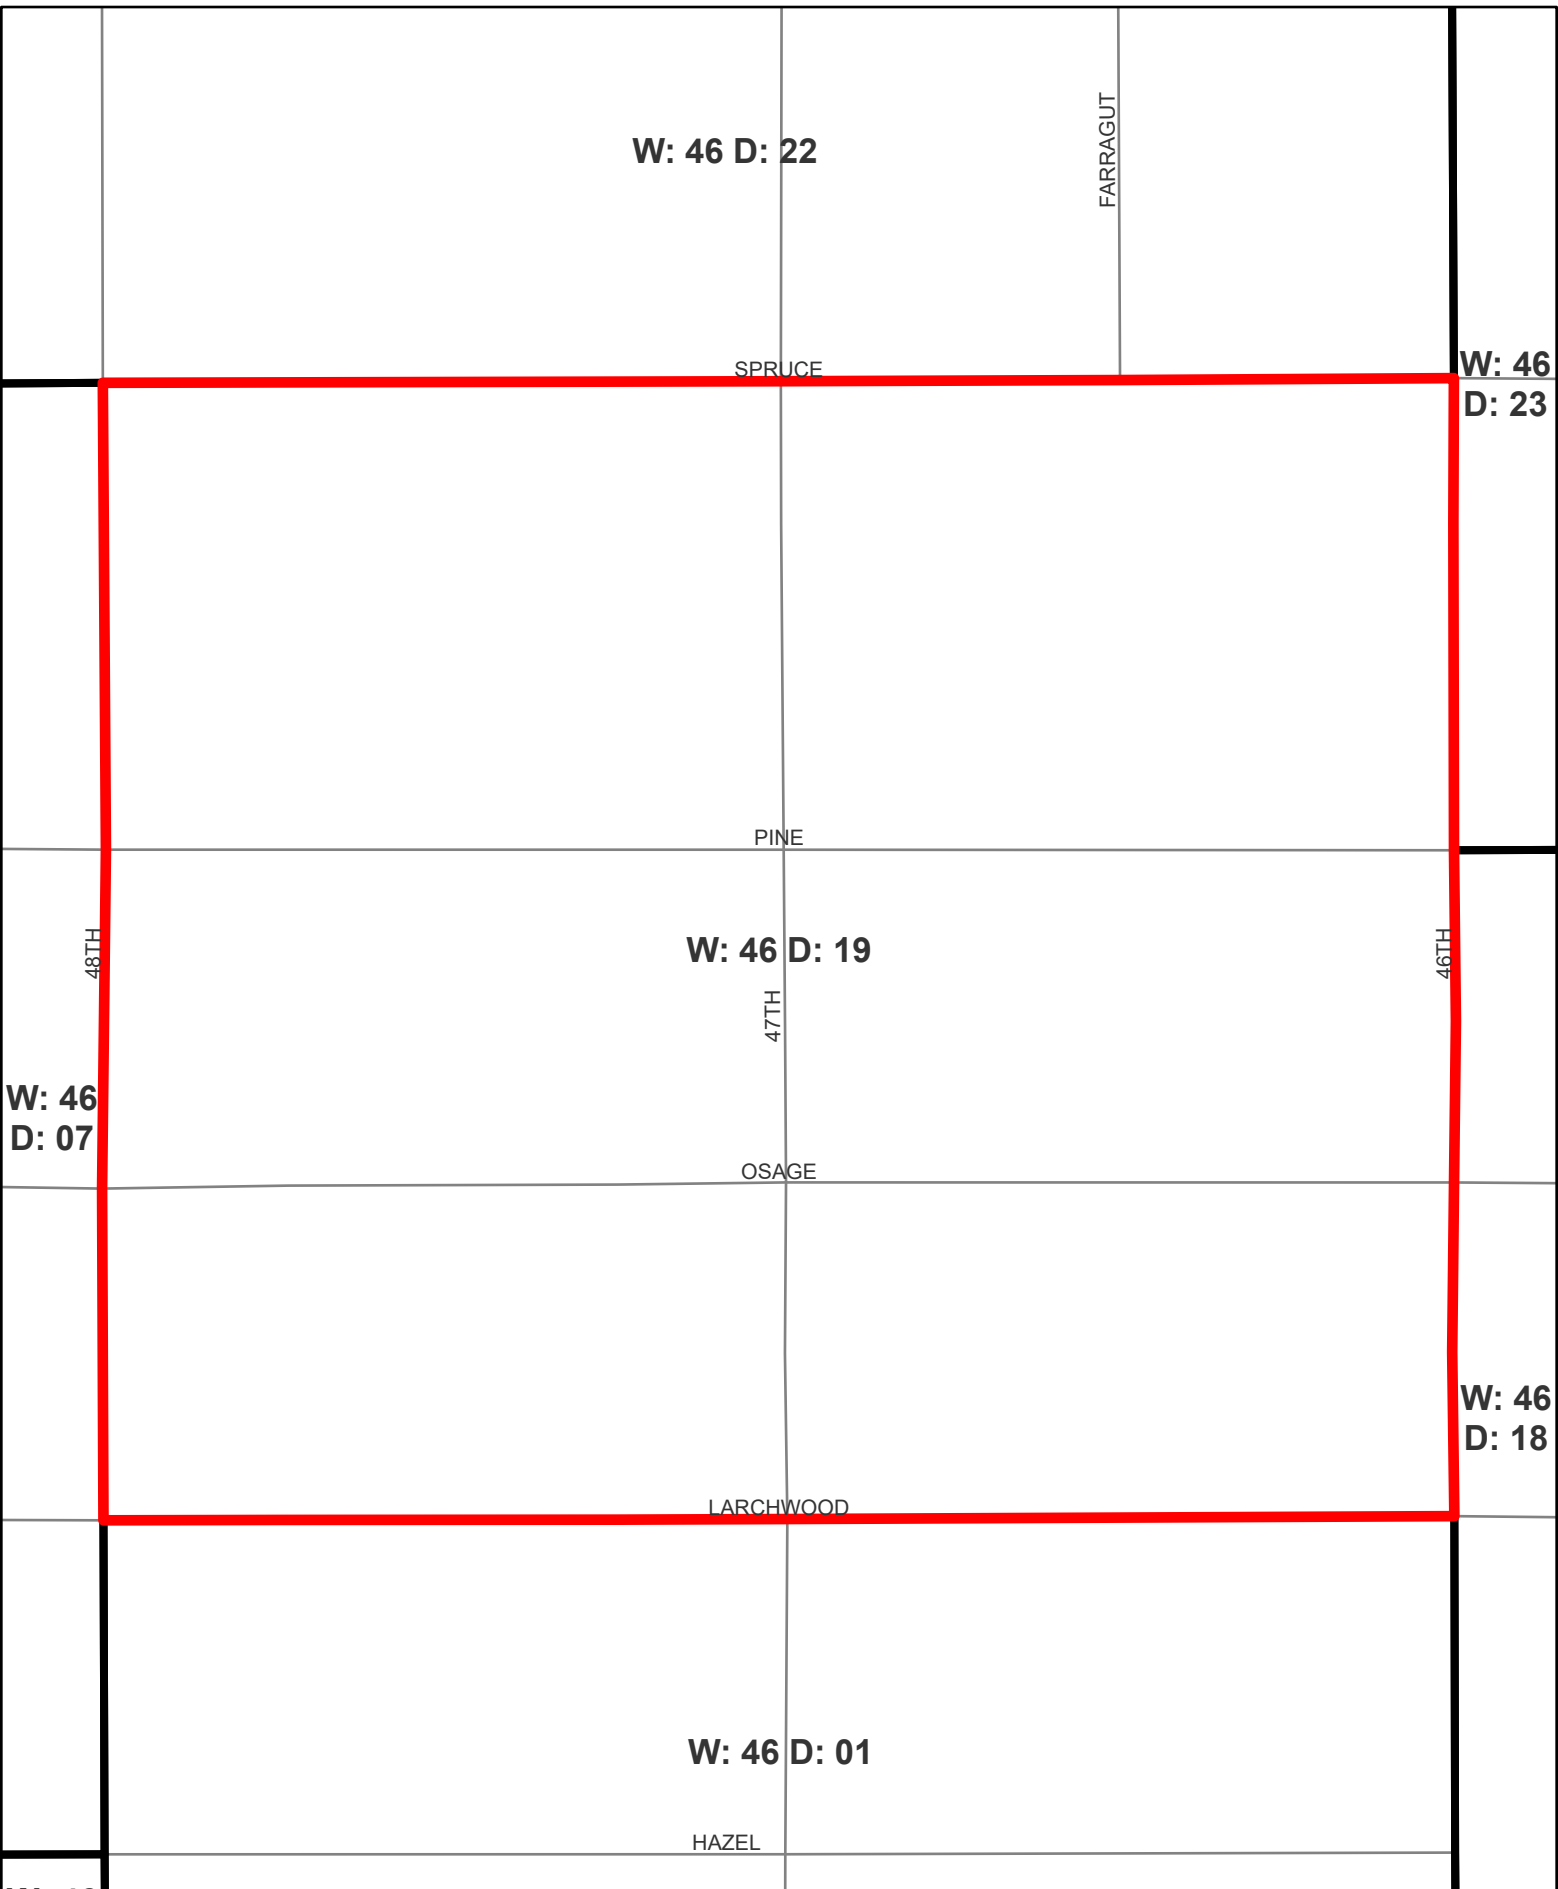 FARRAGUT
W: 46 D: 22
SPRUCE
W: 46
D: 23
PINE
48TH
W: 46 D: 19
46TH
47TH
W: 46
D: 07
OSAGE
W: 46
D: 18
LARCHWOOD
W: 46 D: 01
HAZEL